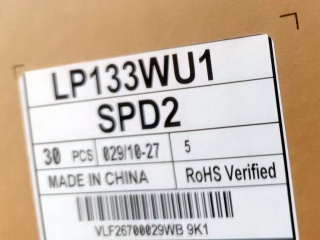 LP133WU1
SPD2
30 PCS 029/10-27 5
MADE IN CHINA RoHS Verified
VLF26700029WB 9K1